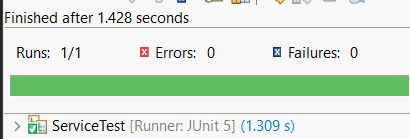 Finished after 1.428 seconds
Runs: 1/1 Errors: 0 Failures: 0
ServiceTest [Runner: JUnit 5] (1.309 s)